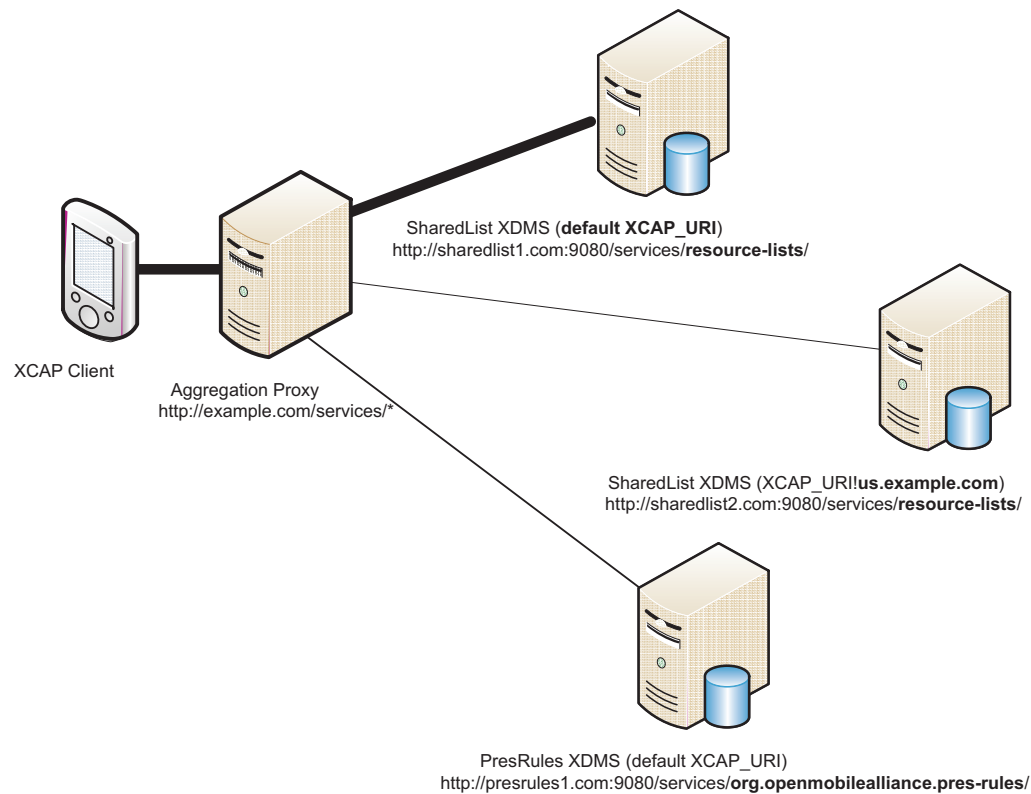 SharedList XDMS (default XCAP_URI)
http://sharedlist1.com:9080/services/resource-lists/
XCAP Client
Aggregation Proxy
http://example.com/services/*
SharedList XDMS (XCAP_URI!us.example.com)
http://sharedlist2.com:9080/services/resource-lists/
PresRules XDMS (default XCAP_URI)
http://presrules1.com:9080/services/org.openmobilealliance.pres-rules/